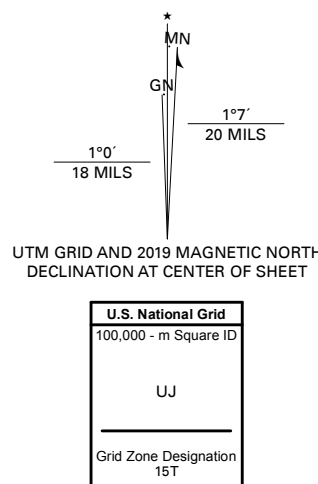 ★
MN
GN
1°7´
20 MILS
1°0´
18 MILS
UTM GRID AND 2019 MAGNETIC NORTH
DECLINATION AT CENTER OF SHEET
U.S. National Grid
100,000 - m Square ID
UJ
Grid Zone Designation
15T